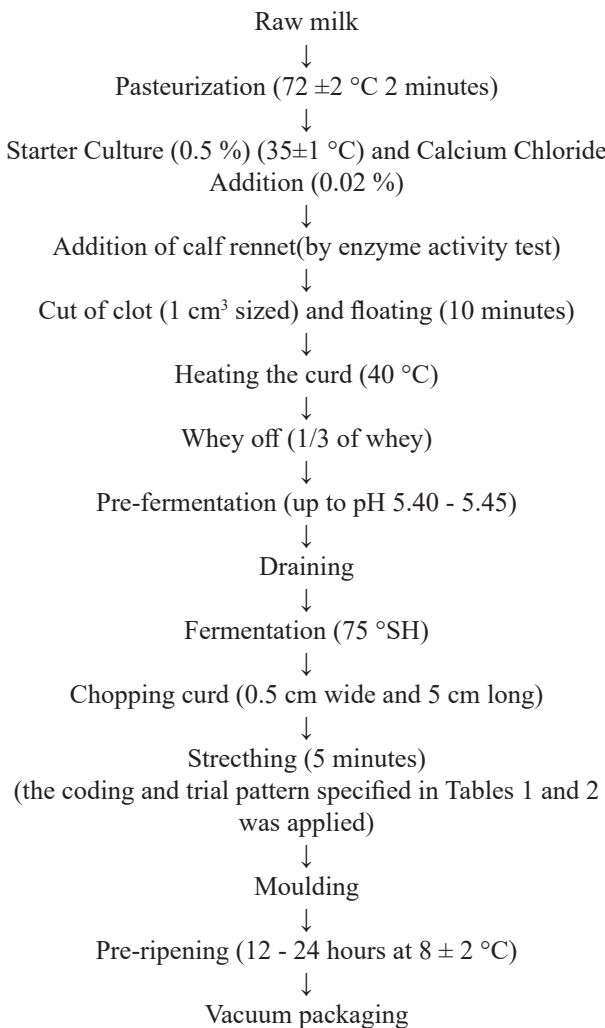 Raw milk
↓
Pasteurization (72 ±2 °C 2 minutes)
↓
Starter Culture (0.5 %) (35±1 °C) and Calcium Chloride
Addition (0.02 %)
↓
Addition of calf rennet(by enzyme activity test)
↓
Cut of clot (1 cm³ sized) and floating (10 minutes)
↓
Heating the curd (40 °C)
↓
Whey off (1/3 of whey)
↓
Pre-fermentation (up to pH 5.40 - 5.45)
↓
Draining
↓
Fermentation (75 °SH)
↓
Chopping curd (0.5 cm wide and 5 cm long)
↓
Strecthing (5 minutes)
(the coding and trial pattern specified in Tables 1 and 2
was applied)
↓
Moulding
↓
Pre-ripening (12 - 24 hours at 8 ± 2 °C)
↓
Vacuum packaging